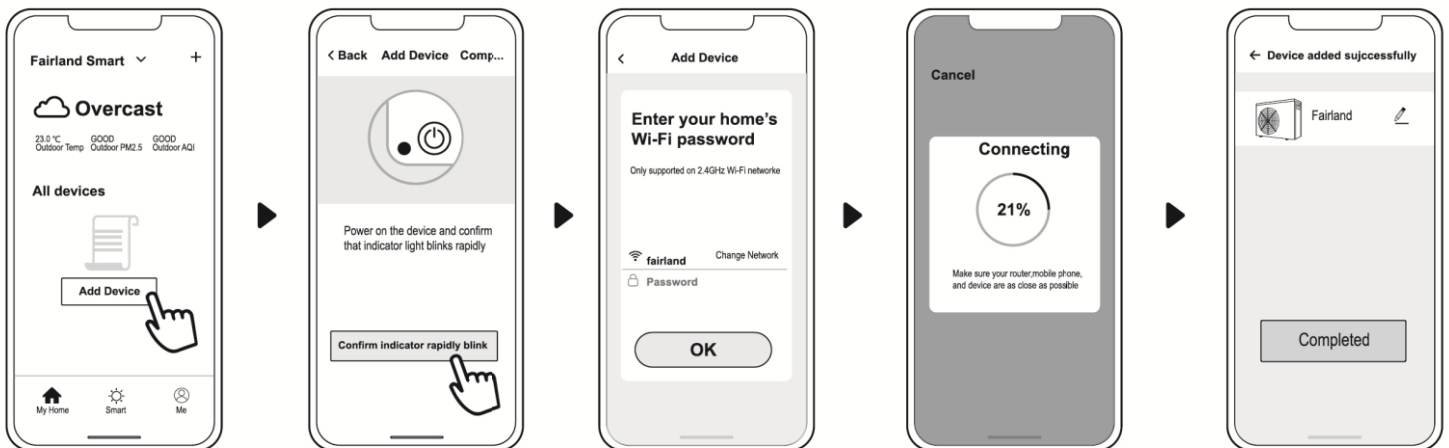 Fairland Smart
+
Overcast
23.0 ℃ GOOD GOOD
Outdoor Temp Outdoor PM2.5 Outdoor AQI
All devices
Add Device
My Home Smart Me
< Back Add Device Comp...
Power on the device and confirm
that indicator light blinks rapidly
Confirm indicator rapidly blink
< Add Device
Enter your home's
Wi-Fi password
Only supported on 2.4GHz Wi-Fi networke
fairland Change Network
Password
OK
Cancel
Connecting
21%
Make sure your router,mobile phone,
and device are as close as possible
← Device added sujccessfully
Fairland
Completed